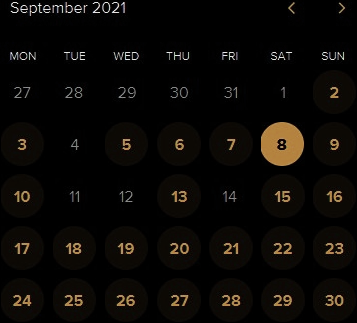 September 2021 < >
MON TUE WED THU FRI SAT SUN
27 28 29 30 31 1 2
3 4 5 6 7 8 9
10 11 12 13 14 15 16
17 18 19 20 21 22 23
24 25 26 27 28 29 30